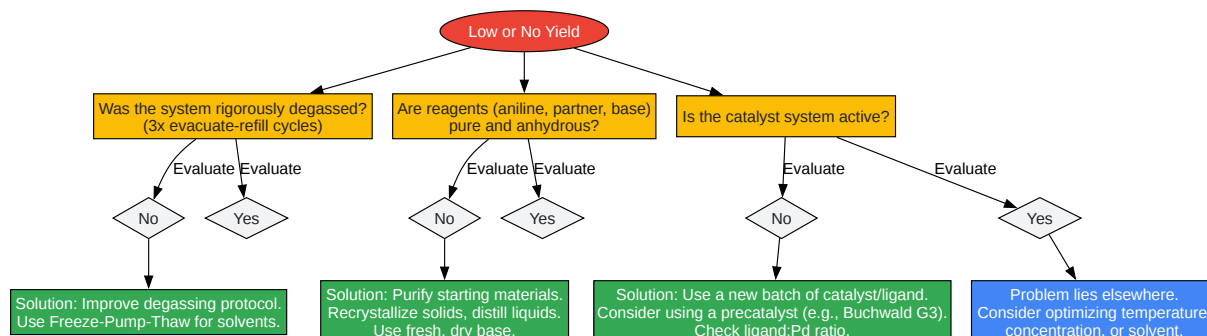 Low or No Yield
Was the system rigorously degassed?
(3x evacuate-refill cycles)
Are reagents (aniline, partner, base)
pure and anhydrous?
Is the catalyst system active?
Evaluate
Evaluate
Evaluate
Evaluate
Evaluate
Evaluate
No
Yes
No
Yes
No
Yes
Solution: Improve degassing protocol.
Use Freeze-Pump-Thaw for solvents.
Solution: Purify starting materials.
Recrystallize solids, distill liquids.
Use fresh, dry base.
Solution: Use a new batch of catalyst/ligand.
Consider using a precatalyst (e.g., Buchwald G3).
Check ligand:Pd ratio.
Problem lies elsewhere.
Consider optimizing temperature,
concentration, or solvent.